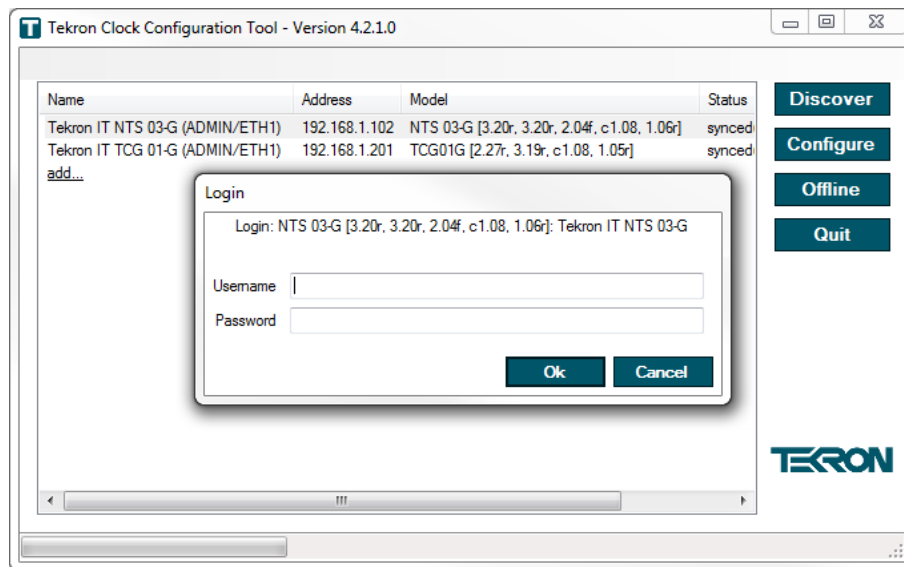 Tekron Clock Configuration Tool - Version 4.2.1.0
Name Address Model Status
Tekron IT NTS 03-G (ADMIN/ETH1) 192.168.1.102 NTS 03-G [3.20r, 3.20r, 2.04f, c1.08, 1.06r] synced(
Tekron IT TCG 01-G (ADMIN/ETH1) 192.168.1.201 TCG01G [2.27r, 3.19r, c1.08, 1.05r] synced(
add...
Discover
Configure
Offline
Quit
Login
Login: NTS 03-G [3.20r, 3.20r, 2.04f, c1.08, 1.06r]: Tekron IT NTS 03-G
Username
Password
Ok Cancel
TEKRON